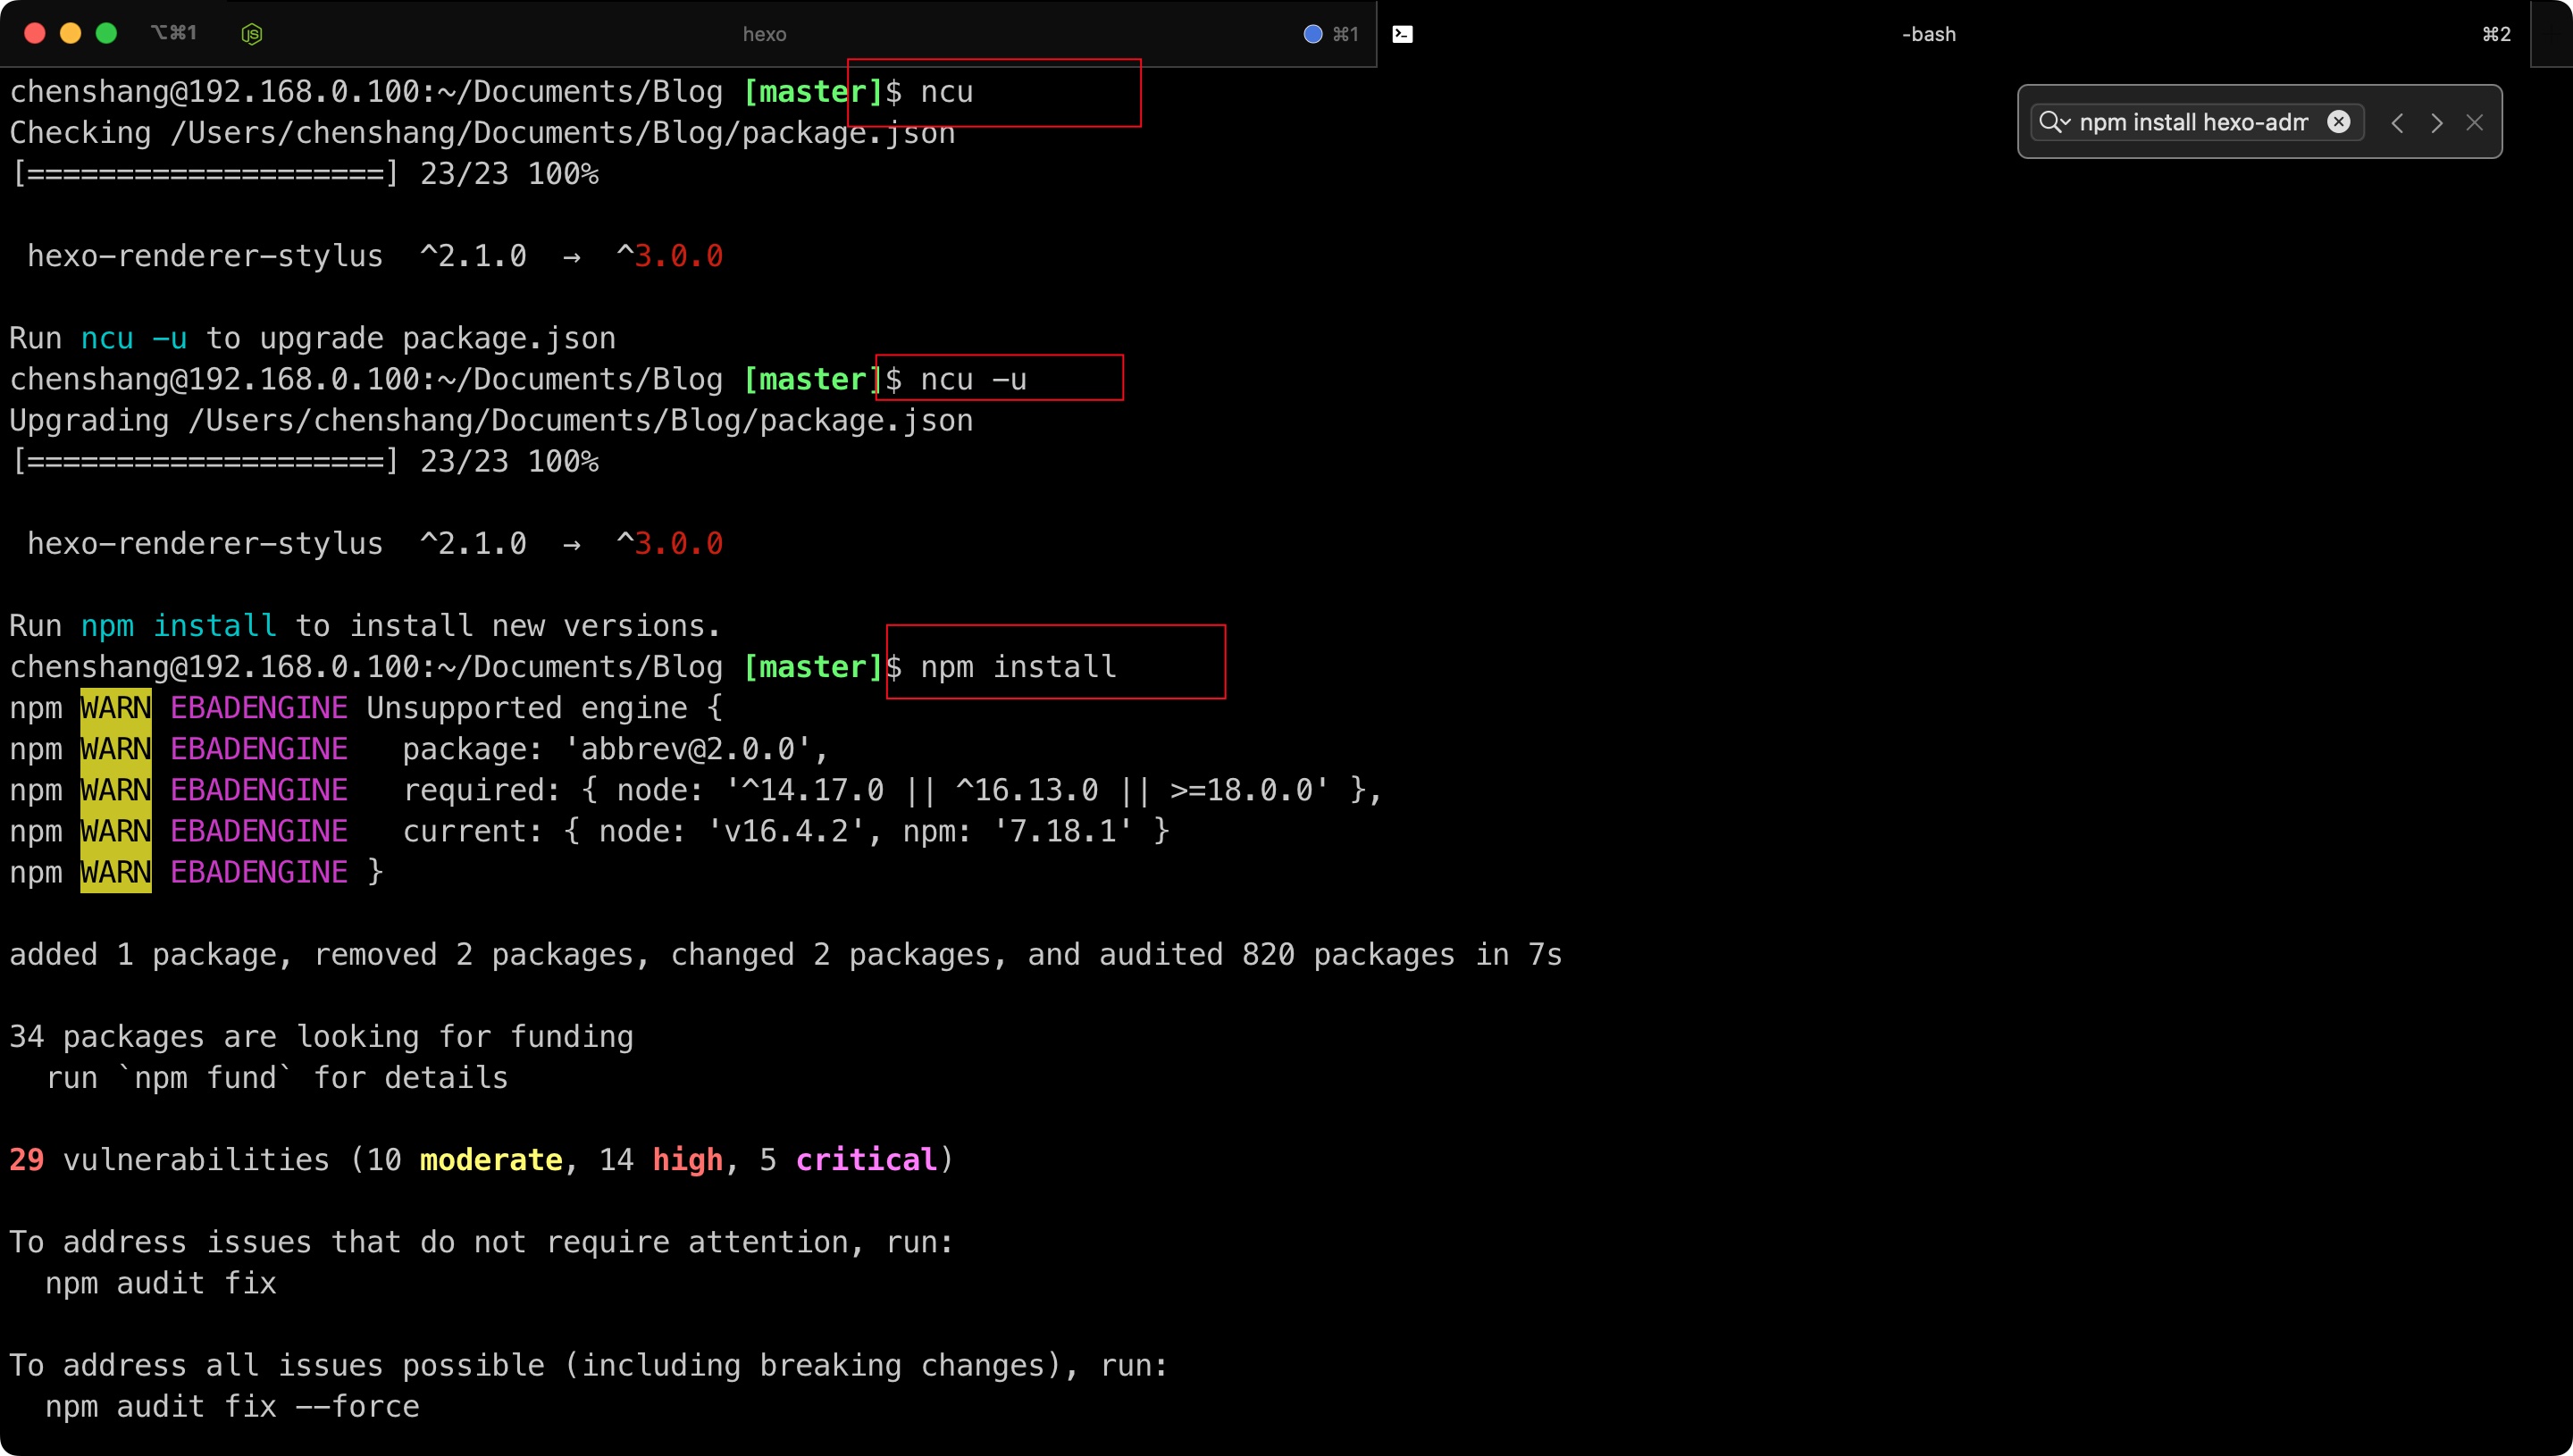 ⌥⌘1 hexo ⌘1 -bash ⌘2
npm install hexo-adm
chenshang@192.168.0.100:~/Documents/Blog [master]$ ncu
Checking /Users/chenshang/Documents/Blog/package.json
[====================] 23/23 100%
hexo-renderer-stylus  ^2.1.0  →  ^3.0.0
Run ncu -u to upgrade package.json
chenshang@192.168.0.100:~/Documents/Blog [master]$ ncu -u
Upgrading /Users/chenshang/Documents/Blog/package.json
[====================] 23/23 100%
hexo-renderer-stylus  ^2.1.0  →  ^3.0.0
Run npm install to install new versions.
chenshang@192.168.0.100:~/Documents/Blog [master]$ npm install
npm WARN EBADENGINE Unsupported engine {
npm WARN EBADENGINE   package: 'abbrev@2.0.0',
npm WARN EBADENGINE   required: { node: '^14.17.0 || ^16.13.0 || >=18.0.0' },
npm WARN EBADENGINE   current: { node: 'v16.4.2', npm: '7.18.1' }
npm WARN EBADENGINE }
added 1 package, removed 2 packages, changed 2 packages, and audited 820 packages in 7s
34 packages are looking for funding
run `npm fund` for details
29 vulnerabilities (10 moderate, 14 high, 5 critical)
To address issues that do not require attention, run:
npm audit fix
To address all issues possible (including breaking changes), run:
npm audit fix --force